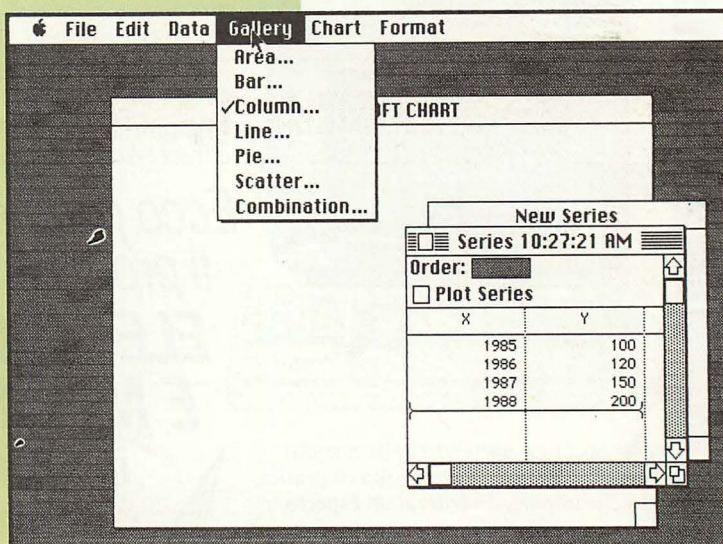 File Edit Data Gallery Chart Format
Area...
Bar...
✓Column...
Line...
Pie...
Scatter...
Combination...
FT CHART
New Series
Series 10:27:21 AM
Order:
Plot Series
X Y
1985 100
1986 120
1987 150
1988 200